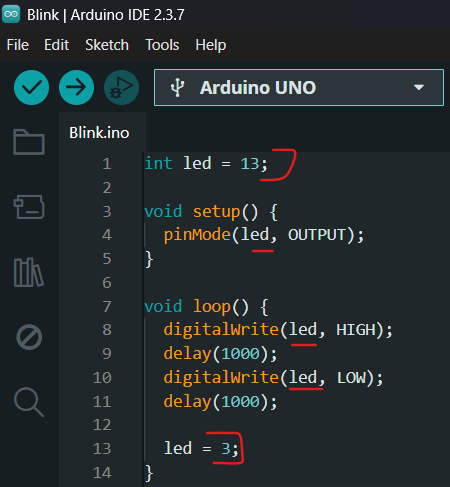 Blink | Arduino IDE 2.3.7
File Edit Sketch Tools Help
Arduino UNO
Blink.ino
1 int led = 13;
2
3 void setup() {
4 pinMode(led, OUTPUT);
5 }
6
7 void loop() {
8 digitalWrite(led, HIGH);
9 delay(1000);
10 digitalWrite(led, LOW);
11 delay(1000);
12
13 led = 3;
14 }